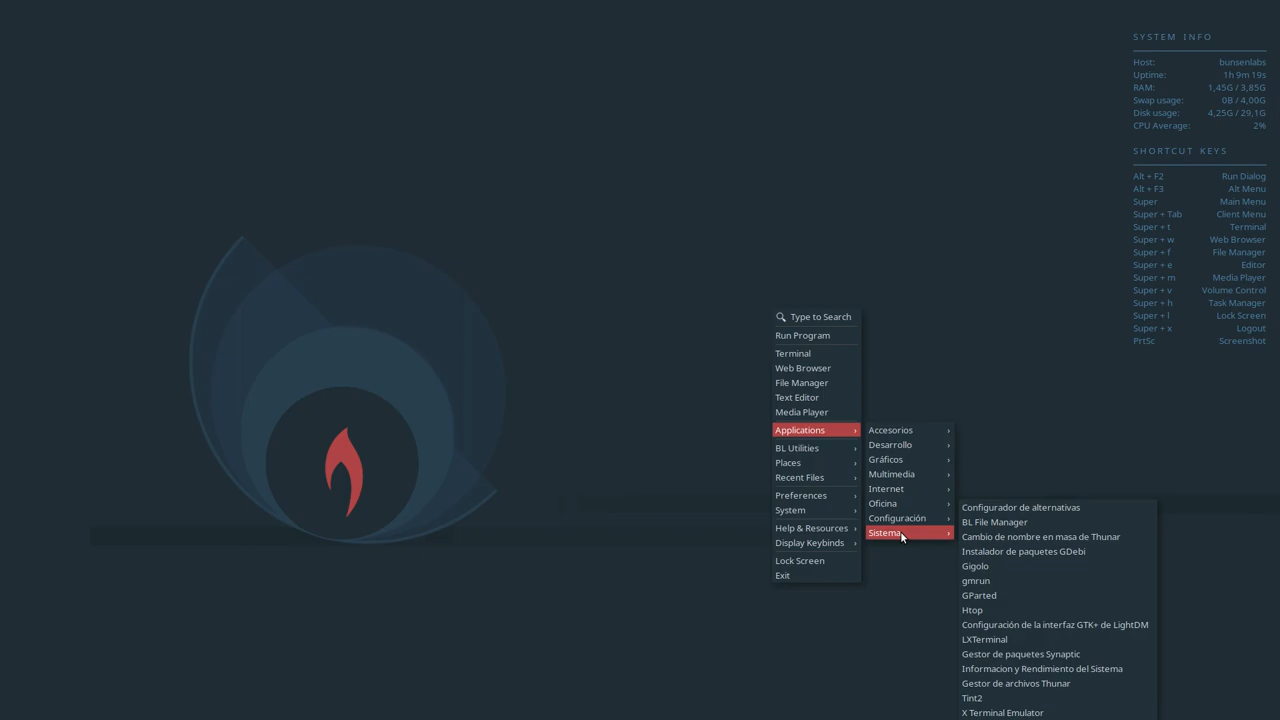 SYSTEM INFO
Host: bunsenlabs
Uptime: 1h 9m 19s
RAM: 1,45G / 3,85G
Swap usage: 0B / 4,00G
Disk usage: 4,25G / 29,1G
CPU Average: 2%
SHORTCUT KEYS
Alt + F2 Run Dialog
Alt + F3 Alt Menu
Super Main Menu
Super + Tab Client Menu
Super + t Terminal
Super + w Web Browser
Super + f File Manager
Super + e Editor
Super + m Media Player
Super + v Volume Control
Super + h Task Manager
Super + l Lock Screen
Super + x Logout
PrtSc Screenshot
Type to Search
Run Program
Terminal
Web Browser
File Manager
Text Editor
Media Player
Applications
BL Utilities
Places
Recent Files
Preferences
System
Help & Resources
Display Keybinds
Lock Screen
Exit
Accesorios
Desarrollo
Gráficos
Multimedia
Internet
Oficina
Configuración
Sistema
Configurador de alternativas
BL File Manager
Cambio de nombre en masa de Thunar
Instalador de paquetes GDebi
Gigolo
gmrun
GParted
Htop
Configuración de la interfaz GTK+ de LightDM
LXTerminal
Gestor de paquetes Synaptic
Informacion y Rendimiento del Sistema
Gestor de archivos Thunar
Tint2
X Terminal Emulator